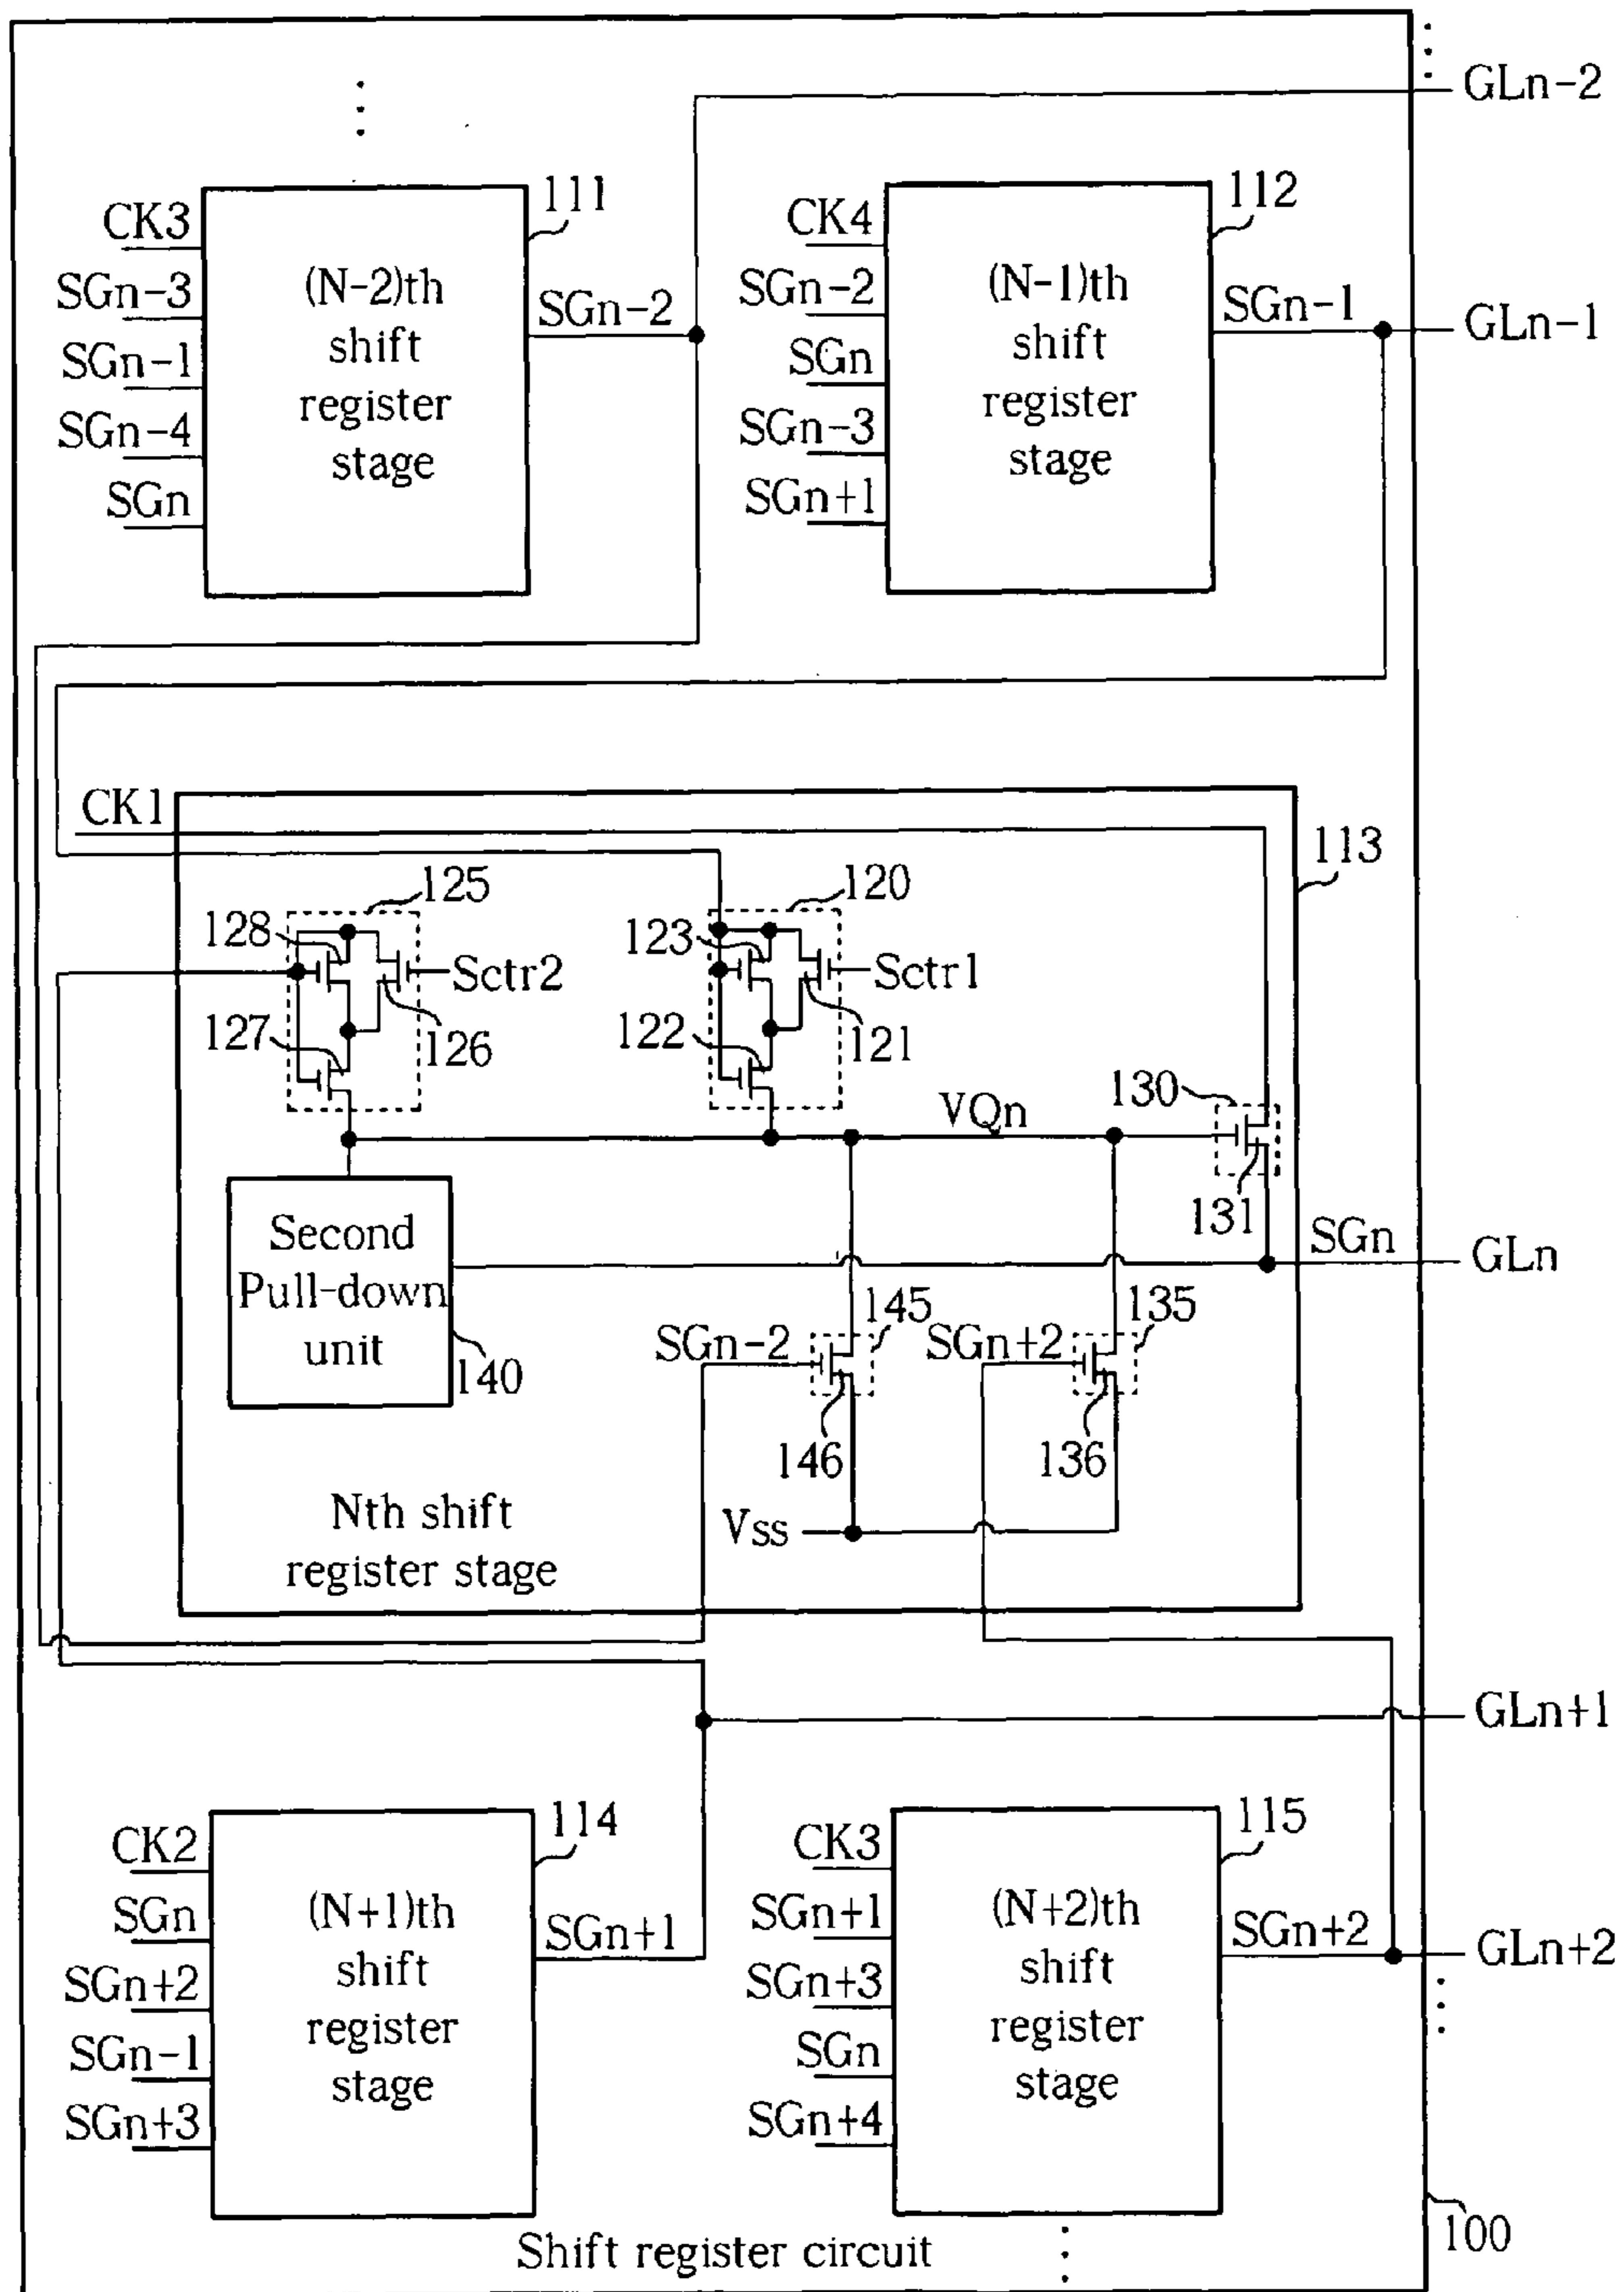 GLn-2
111
112
CK3
SGn-3
SGn-1
SGn-4
SGn
(N-2)th
shift
register
stage
SGn-2
CK4
SGn-2
SGn
SGn-3
SGn+1
(N-1)th
shift
register
stage
SGn-1
GLn-1
CK1
113
125
120
128
123
Sctr2
Sctr1
127
126
122
121
VQn
130
131
SGn
GLn
Second
Pull-down
unit
140
SGn-2
145
SGn+2
135
146
136
Vss
Nth shift
register stage
GLn+1
114
115
CK2
SGn
SGn+2
SGn-1
SGn+3
(N+1)th
shift
register
stage
SGn+1
CK3
SGn+1
SGn+3
SGn
SGn+4
(N+2)th
shift
register
stage
SGn+2
GLn+2
100
Shift register circuit